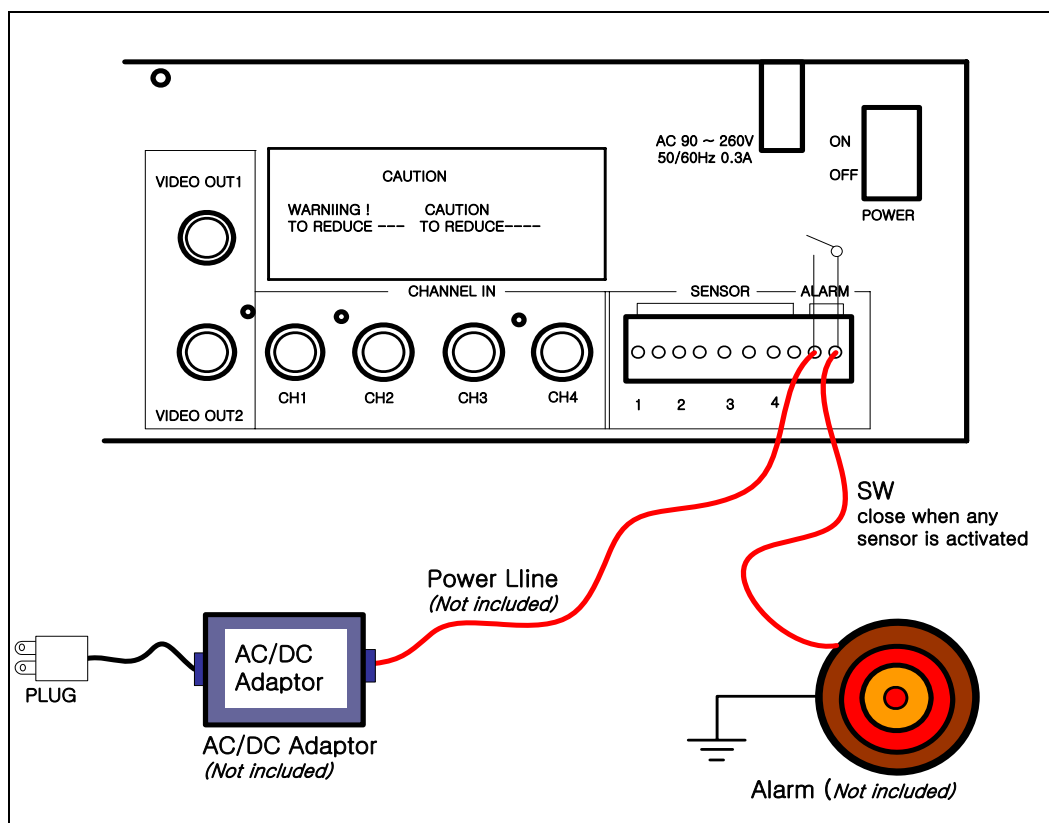 AC 90 ~ 260V
50/60Hz 0.3A
ON
OFF
POWER
VIDEO OUT1
CAUTION
WARNIING !
TO REDUCE ---
CAUTION
TO REDUCE----
CHANNEL IN
SENSOR
ALARM
CH1
CH2
CH3
CH4
1
2
3
4
VIDEO OUT2
SW
close when any
sensor is activated
Power Lline
(Not included)
PLUG
AC/DC
Adaptor
AC/DC Adaptor
(Not included)
Alarm (Not included)